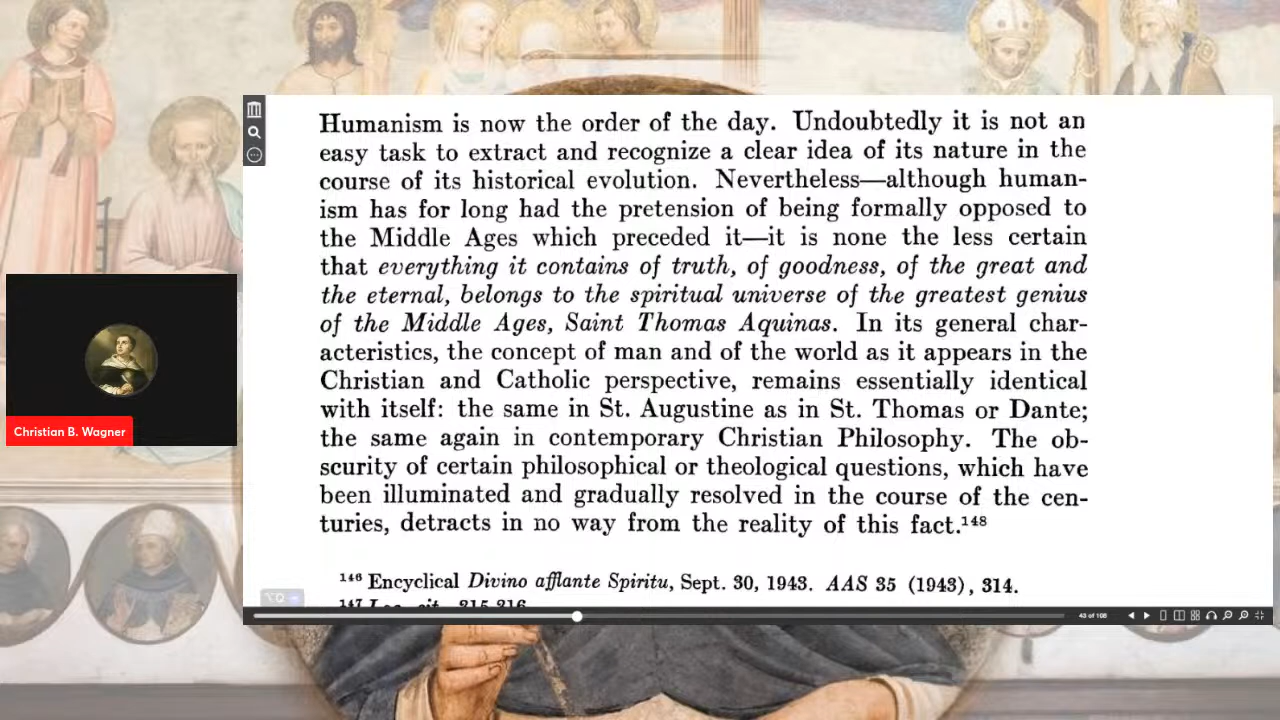 Humanism is now the order of the day. Undoubtedly it is not an
easy task to extract and recognize a clear idea of its nature in the
course of its historical evolution. Nevertheless—although human-
ism has for long had the pretension of being formally opposed to
the Middle Ages which preceded it—it is none the less certain
that everything it contains of truth, of goodness, of the great and
the eternal, belongs to the spiritual universe of the greatest genius
of the Middle Ages, Saint Thomas Aquinas. In its general char-
acteristics, the concept of man and of the world as it appears in the
Christian and Catholic perspective, remains essentially identical
with itself: the same in St. Augustine as in St. Thomas or Dante;
the same again in contemporary Christian Philosophy. The ob-
scurity of certain philosophical or theological questions, which have
been illuminated and gradually resolved in the course of the cen-
turies, detracts in no way from the reality of this fact.¹⁴⁸
¹⁴⁶ Encyclical Divino afflante Spiritu, Sept. 30, 1943. AAS 35 (1943), 314.
¹⁴⁷ Loc. cit. 315-316
43 of 108
Christian B. Wagner